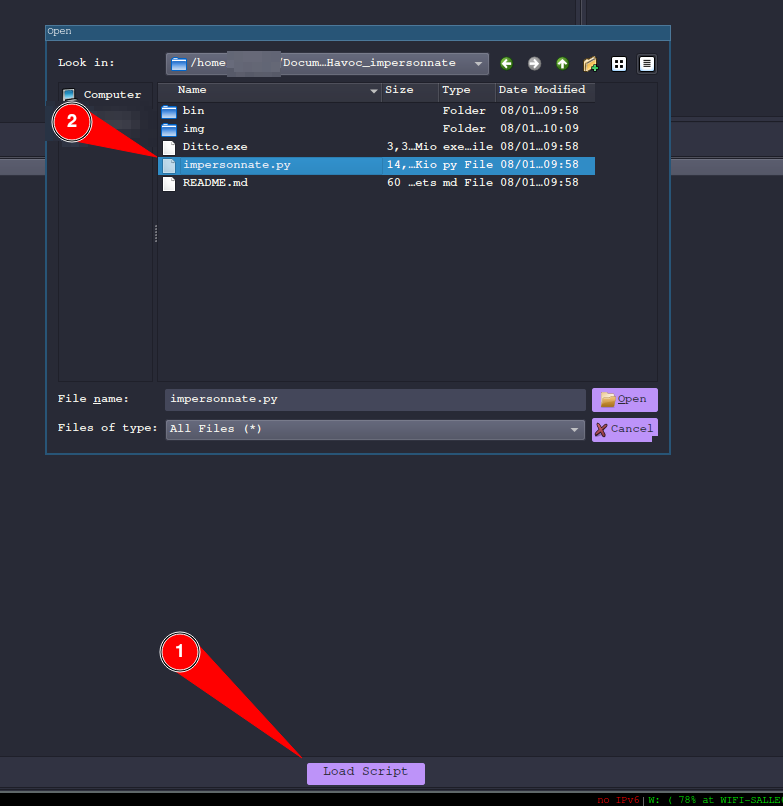 Open
Look in: /home /Docum…Havoc_impersonnate
Computer
Name Size Type Date Modified
2
bin Folder 08/01…09:58
img Folder 08/01…10:09
Ditto.exe 3,3…Mio exe…ile 08/01…09:58
impersonnate.py 14,…Kio py File 08/01…09:58
README.md 60 …ets md File 08/01…09:58
File name: impersonnate.py Open
Files of type: All Files (*) Cancel
1
Load Script
no IPv6|W: ( 78% at WIFI-SALLE